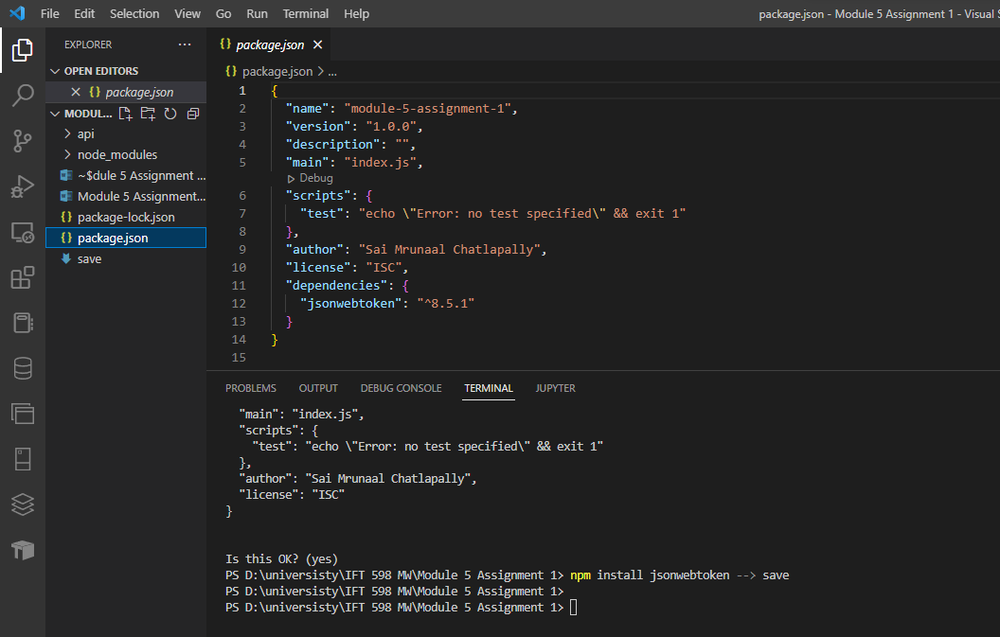 File Edit Selection View Go Run Terminal Help
package.json - Module 5 Assignment 1 - Visual S
EXPLORER ...
OPEN EDITORS
{} package.json
MODUL...
api
node_modules
~$dule 5 Assignment ...
Module 5 Assignment...
{} package-lock.json
{} package.json
save
{} package.json
{} package.json > ...
1 {
2 "name": "module-5-assignment-1",
3 "version": "1.0.0",
4 "description": "",
5 "main": "index.js",
Debug
6 "scripts": {
7 "test": "echo \"Error: no test specified\" && exit 1"
8 },
9 "author": "Sai Mrunaal Chatlapally",
10 "license": "ISC",
11 "dependencies": {
12 "jsonwebtoken": "^8.5.1"
13 }
14 }
15
PROBLEMS OUTPUT DEBUG CONSOLE TERMINAL JUPYTER
"main": "index.js",
"scripts": {
"test": "echo \"Error: no test specified\" && exit 1"
},
"author": "Sai Mrunaal Chatlapally",
"license": "ISC"
}
Is this OK? (yes)
PS D:\universisty\IFT 598 MW\Module 5 Assignment 1> npm install jsonwebtoken --> save
PS D:\universisty\IFT 598 MW\Module 5 Assignment 1>
PS D:\universisty\IFT 598 MW\Module 5 Assignment 1>